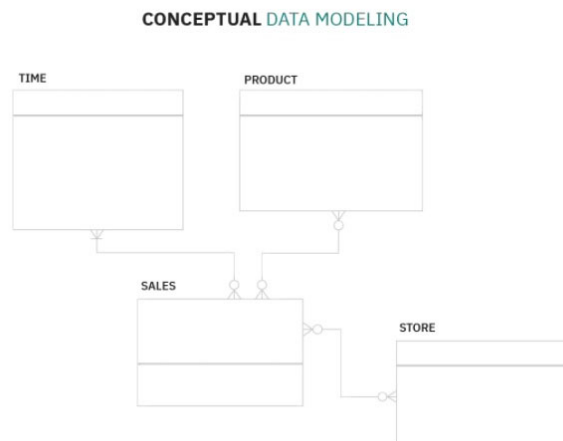 CONCEPTUAL DATA MODELING
TIME
PRODUCT
SALES
STORE